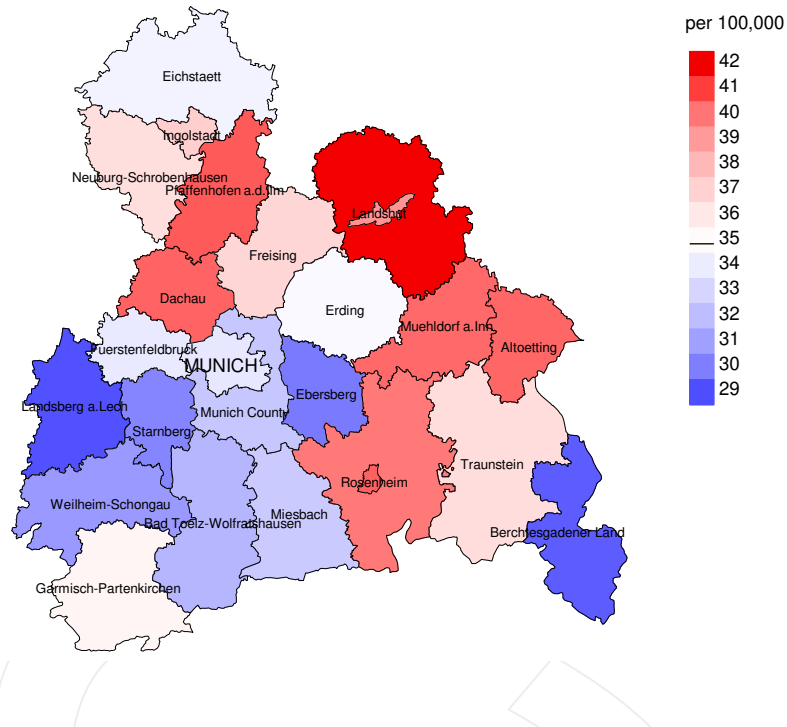 per 100,000
42
41
40
39
38
37
36
35
34
33
32
31
30
29
Eichstaett
Ingolstadt
Neuburg-Schrobenhausen
Pfaffenhofen a.d.Ilm
Landshut
Freising
Dachau
Erding
Muehldorf a.Inn
Altoetting
Fuerstenfeldbruck
MUNICH
Ebersberg
Landsberg a.Lech
Munich County
Starnberg
Traunstein
Rosenheim
Weilheim-Schongau
Miesbach
Bad Toelz-Wolfratshausen
Berchtesgadener Land
Garmisch-Partenkirchen